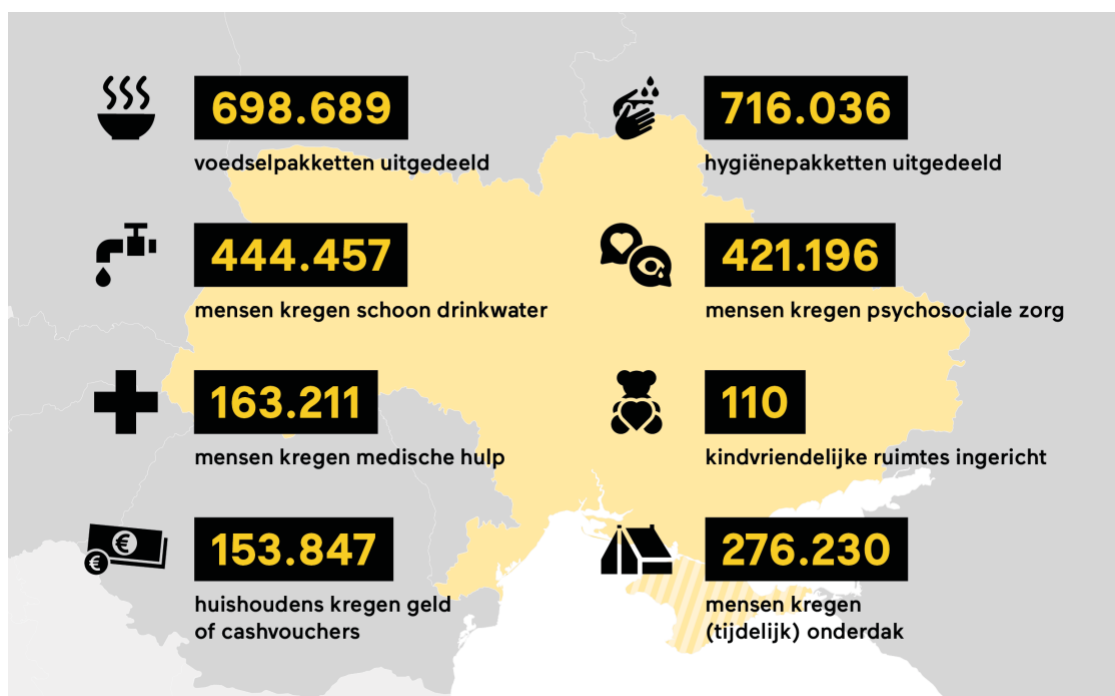 698.689
voedselpakketten uitgedeeld
716.036
hygiënepakketten uitgedeeld
444.457
mensen kregen schoon drinkwater
421.196
mensen kregen psychosociale zorg
163.211
mensen kregen medische hulp
110
kindvriendelijke ruimtes ingericht
€
€
153.847
huishoudens kregen geld
of cashvouchers
276.230
mensen kregen
(tijdelijk) onderdak